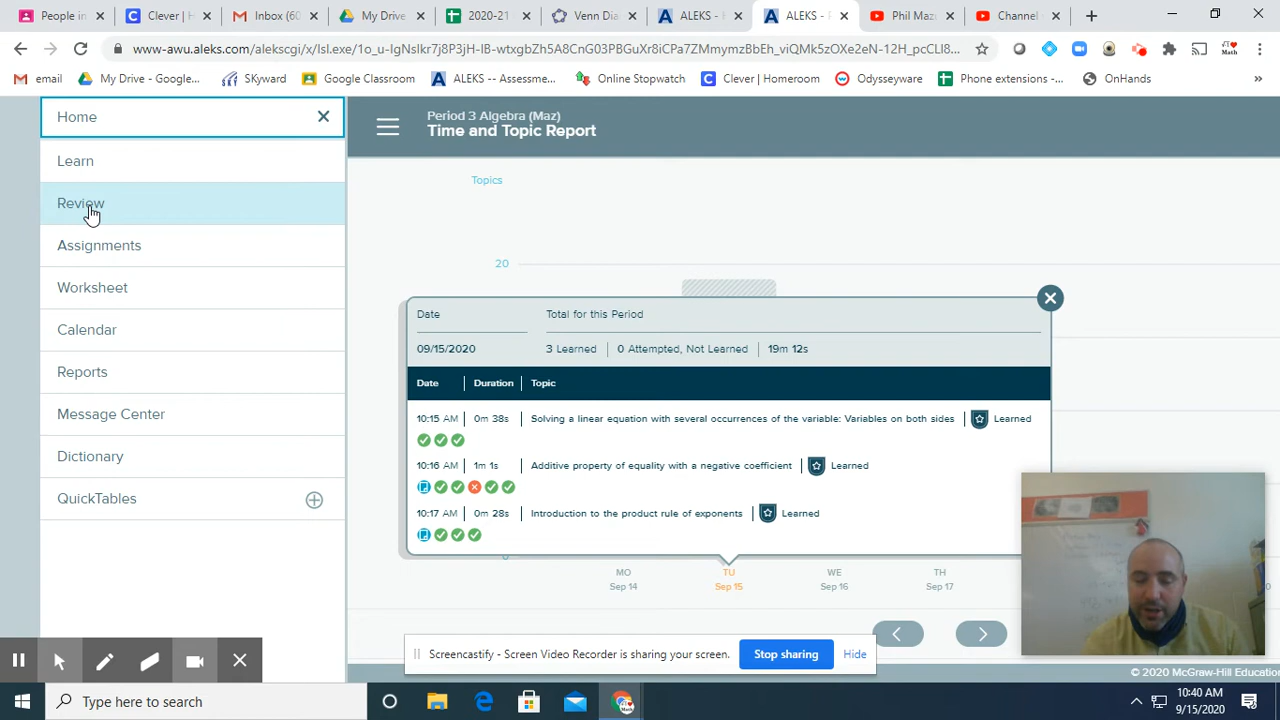 People in
Clever | H
Inbox (60
My Drive
2020-21
Venn Dia
ALEKS - 
ALEKS - 
Phil Maz
Channel
www-awu.aleks.com/alekscgi/x/Isl.exe/1o_u-IgNsIkr7j8P3jH-IB-wtxgbZh5A8CnG03PBGuXr8iCPa7ZMmymzBbEh_viQMk5zOXe2eN-12H_pcCLl8...
email
My Drive - Google...
SKyward
Google Classroom
ALEKS -- Assessme...
Online Stopwatch
Clever | Homeroom
Odysseyware
Phone extensions -...
OnHands
»
Home
Learn
Review
Assignments
Worksheet
Calendar
Reports
Message Center
Dictionary
QuickTables
Period 3 Algebra (Maz)
Time and Topic Report
Topics
20
Date
Total for this Period
09/15/2020
3 Learned | 0 Attempted, Not Learned | 19m 12s
Date | Duration | Topic
10:15 AM | 0m 38s | Solving a linear equation with several occurrences of the variable: Variables on both sides | Learned
10:16 AM | 1m 1s | Additive property of equality with a negative coefficient | Learned
10:17 AM | 0m 28s | Introduction to the product rule of exponents | Learned
0
MO
Sep 14
TU
Sep 15
WE
Sep 16
TH
Sep 17
Screencastify - Screen Video Recorder is sharing your screen.
Stop sharing
Hide
© 2020 McGraw-Hill Education
Type here to search
10:40 AM
9/15/2020